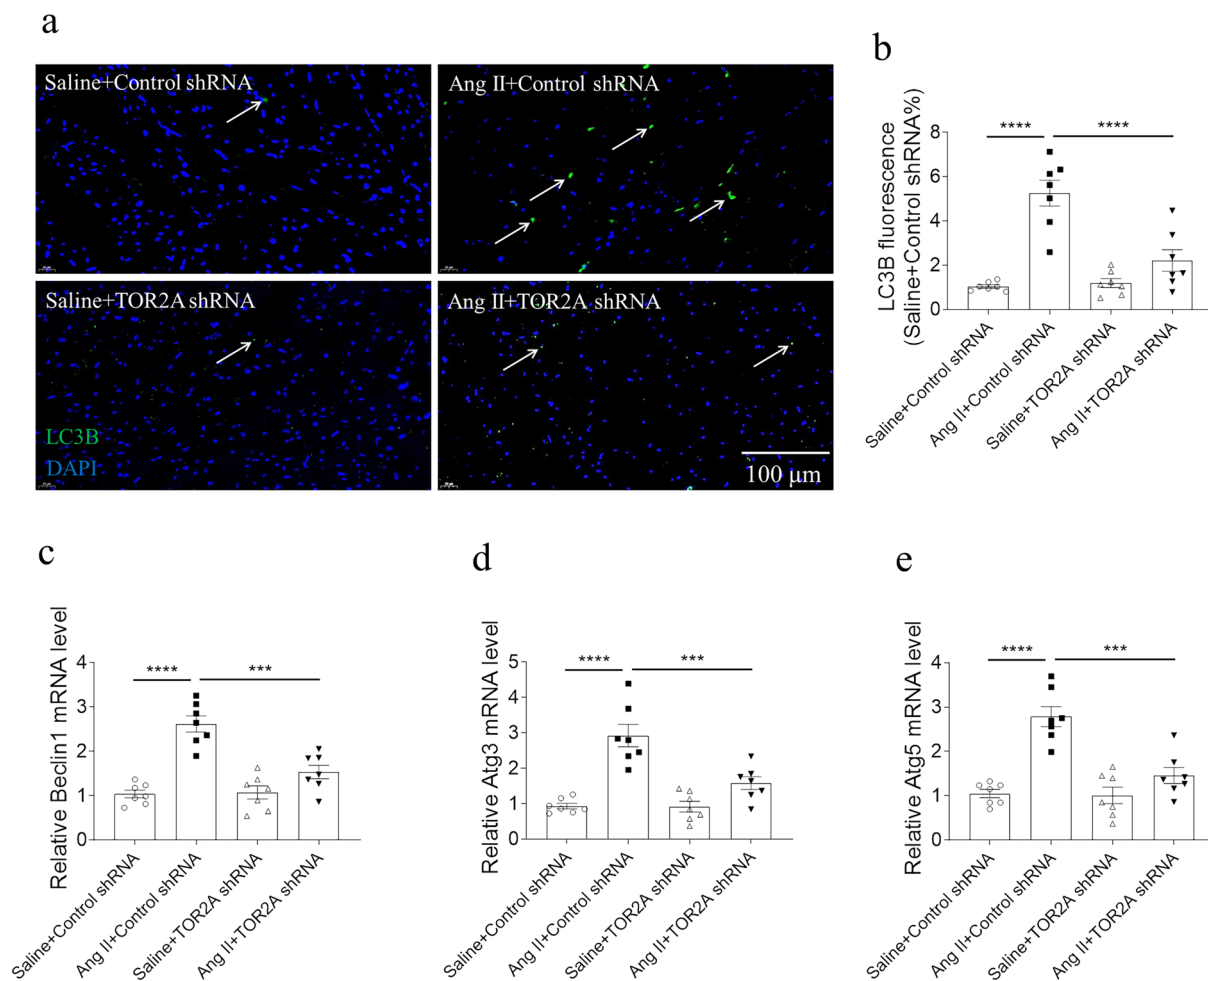 a
Saline+Control shRNA
Ang II+Control shRNA
Saline+TOR2A shRNA
Ang II+TOR2A shRNA
LC3B
DAPI
100 μm
b
LC3B fluorescence
(Saline+Control shRNA%)
8
6
4
2
0
****
****
Saline+Control shRNA
Ang II+Control shRNA
Saline+TOR2A shRNA
Ang II+TOR2A shRNA
c
Relative Beclin1 mRNA level
4
3
2
1
0
****
***
Saline+Control shRNA
Ang II+Control shRNA
Saline+TOR2A shRNA
Ang II+TOR2A shRNA
d
Relative Atg3 mRNA level
5
4
3
2
1
0
****
***
Saline+Control shRNA
Ang II+Control shRNA
Saline+TOR2A shRNA
Ang II+TOR2A shRNA
e
Relative Atg5 mRNA level
4
3
2
1
0
****
***
Saline+Control shRNA
Ang II+Control shRNA
Saline+TOR2A shRNA
Ang II+TOR2A shRNA